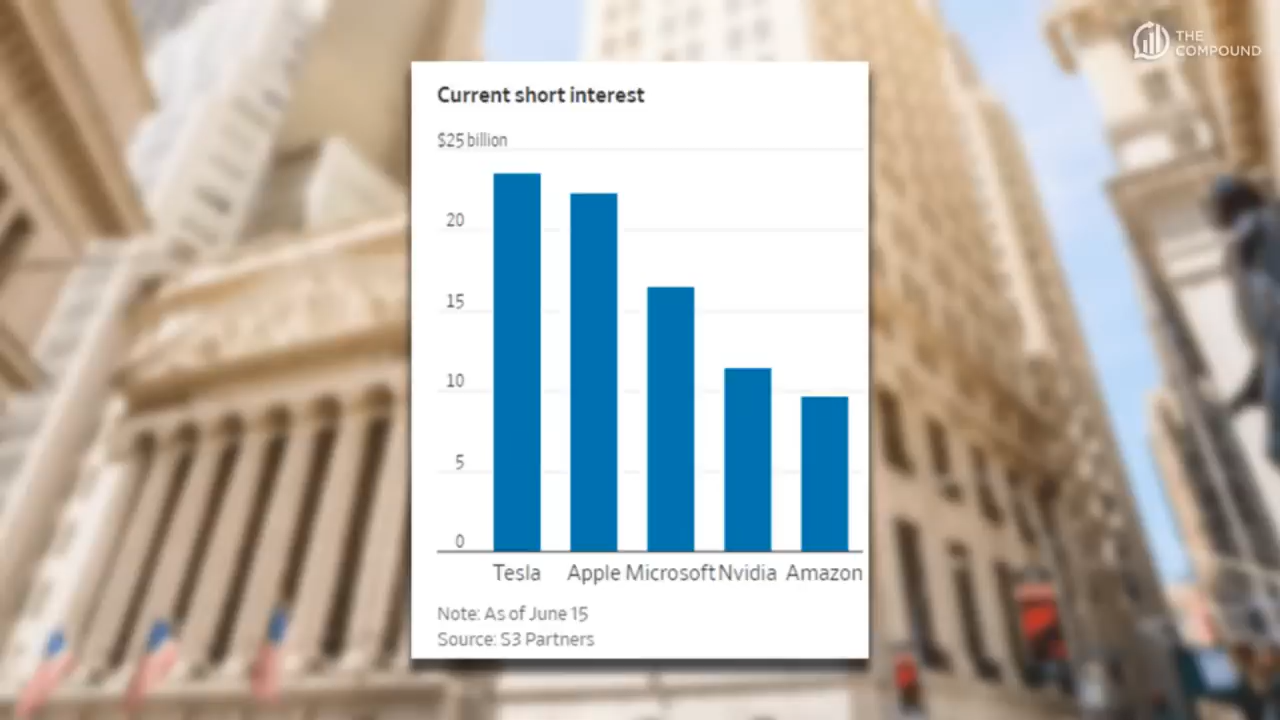 THE
COMPOUND
Current short interest
$25 billion
20
15
10
5
0
Tesla Apple Microsoft Nvidia Amazon
Note: As of June 15
Source: S3 Partners